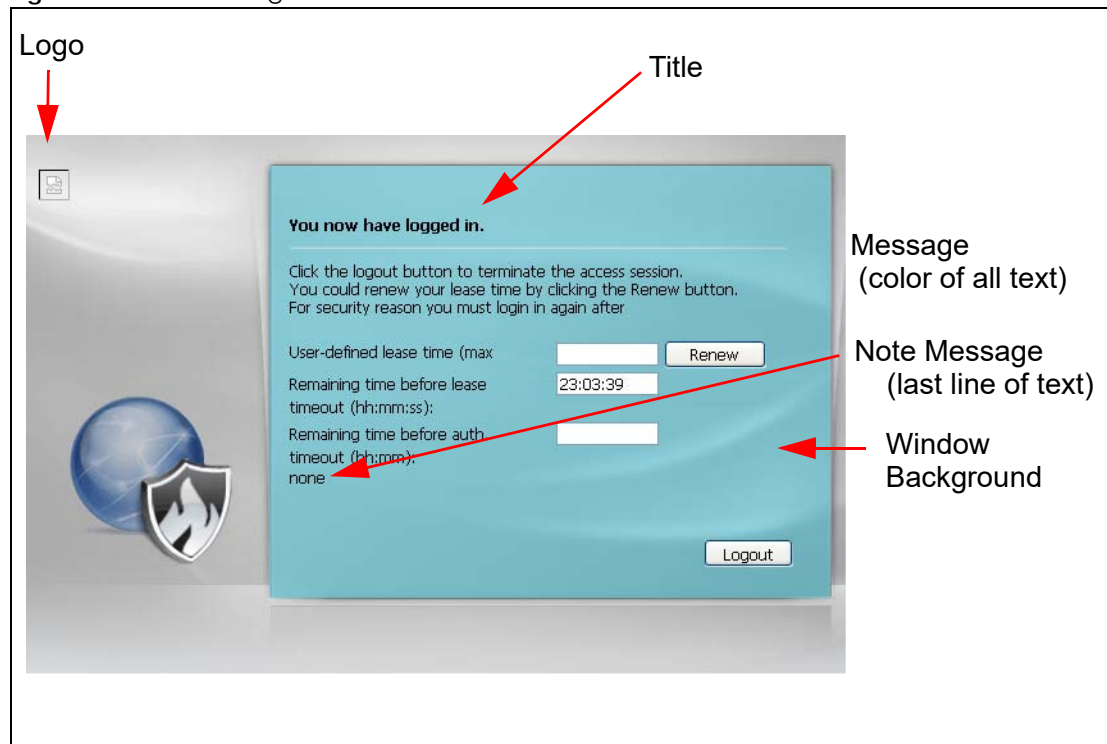 Logo
Title
You now have logged in.
Click the logout button to terminate the access session.
You could renew your lease time by clicking the Renew button.
For security reason you must login in again after
Message
(color of all text)
User-defined lease time (max
Renew
Note Message
(last line of text)
Remaining time before lease
timeout (hh:mm:ss):
23:03:39
Remaining time before auth.
timeout (hh:mm):
none
Window
Background
Logout